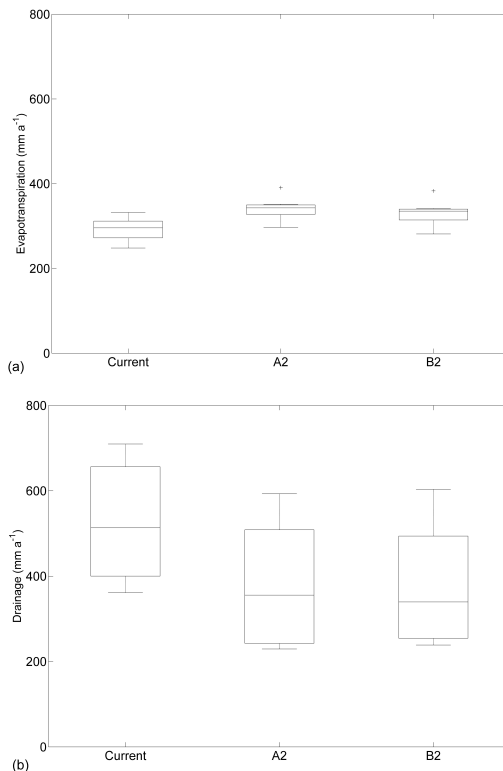 800
600
400
200
0
Evapotranspiration (mm a⁻¹)
Current A2 B2
(a)
800
600
400
200
0
Drainage (mm a⁻¹)
Current A2 B2
(b)